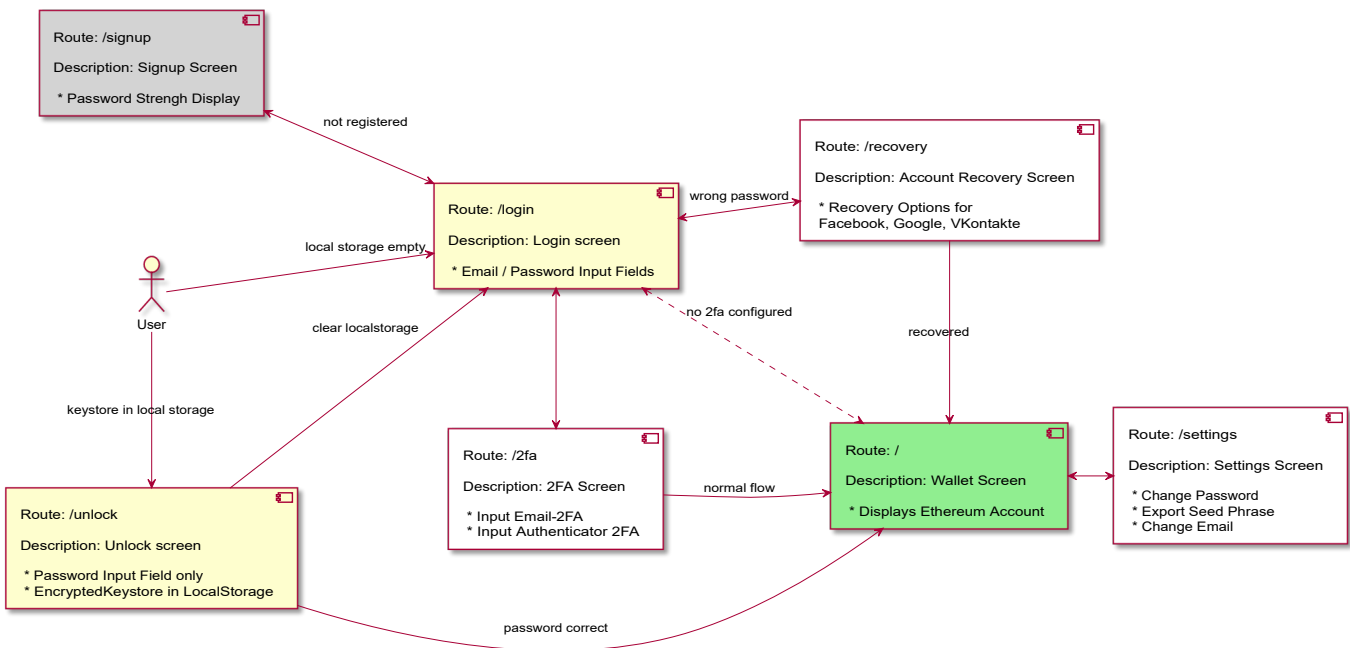 Route: /signup
Description: Signup Screen
* Password Strengh Display
not registered
Route: /recovery
Description: Account Recovery Screen
* Recovery Options for
Facebook, Google, VKontakte
wrong password
Route: /login
Description: Login screen
* Email / Password Input Fields
local storage empty
User
clear localstorage
no 2fa configured
recovered
keystore in local storage
Route: /2fa
Description: 2FA Screen
* Input Email-2FA
* Input Authenticator 2FA
normal flow
Route: /
Description: Wallet Screen
* Displays Ethereum Account
Route: /settings
Description: Settings Screen
* Change Password
* Export Seed Phrase
* Change Email
Route: /unlock
Description: Unlock screen
* Password Input Field only
* EncryptedKeystore in LocalStorage
password correct